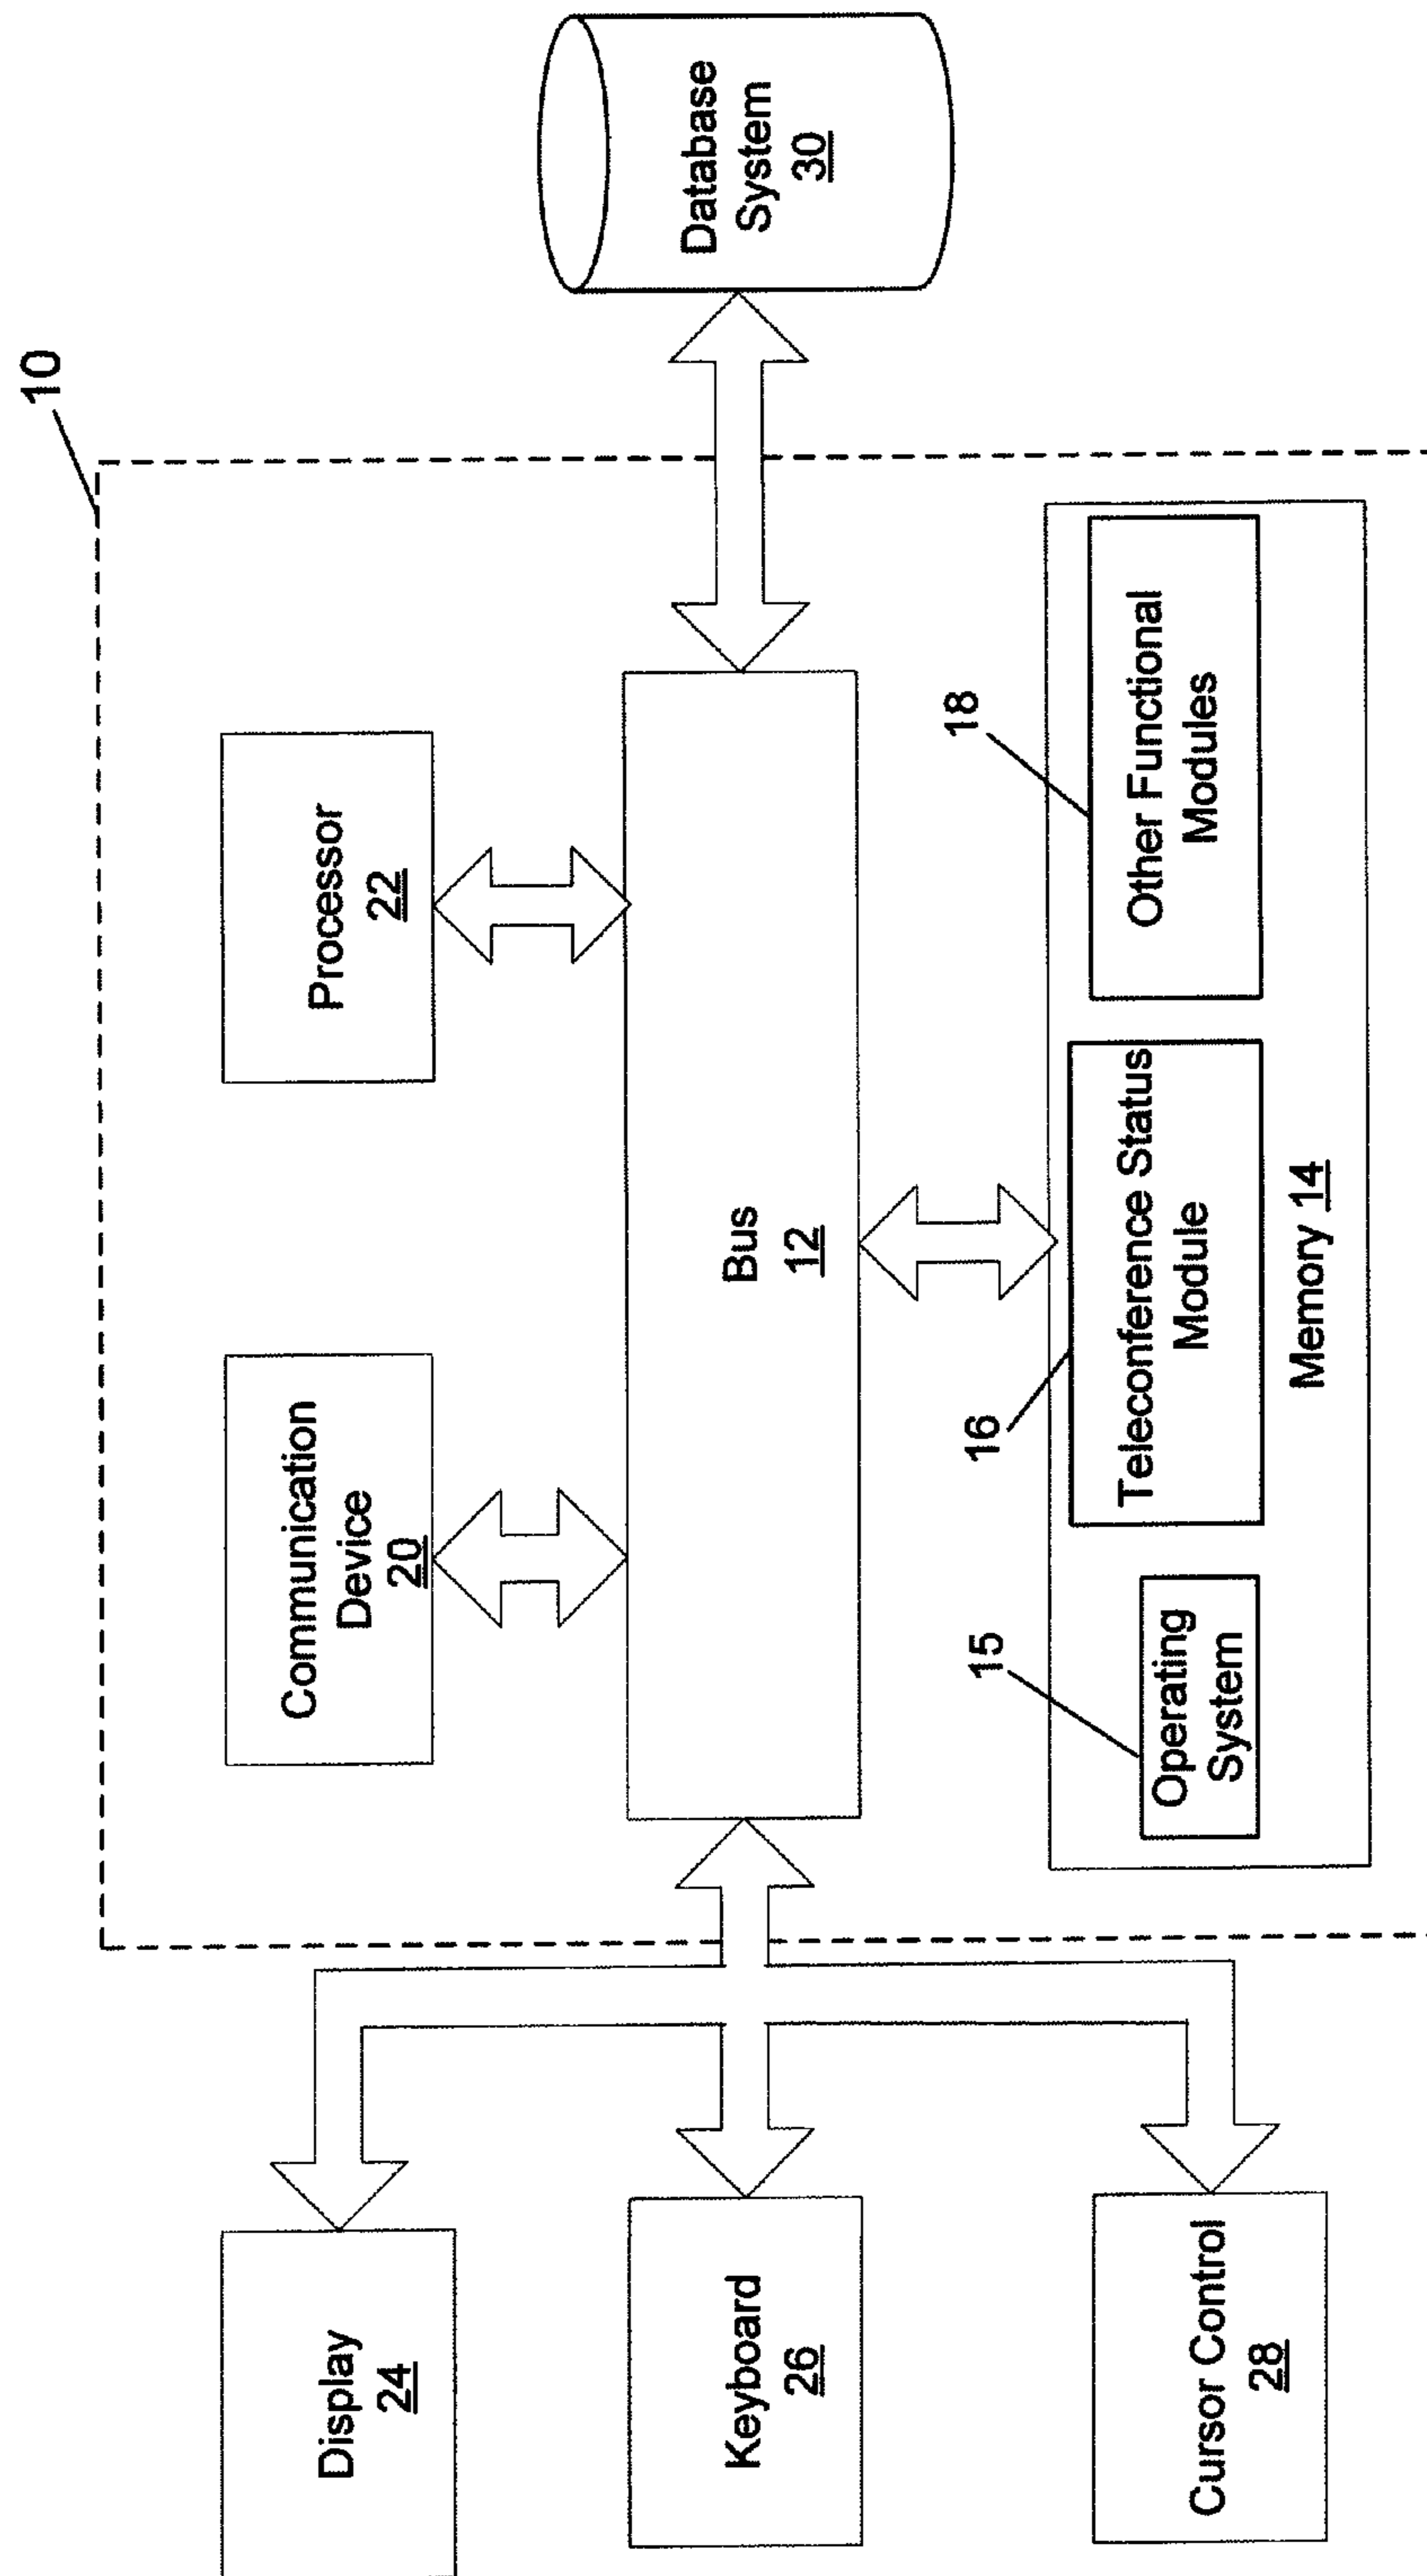 10
Display
24
Communication
Device
20
Processor
22
Keyboard
26
Bus
12
Database
System
30
Cursor Control
28
15
Operating
System
16
Teleconference Status
Module
18
Other Functional
Modules
Memory 14